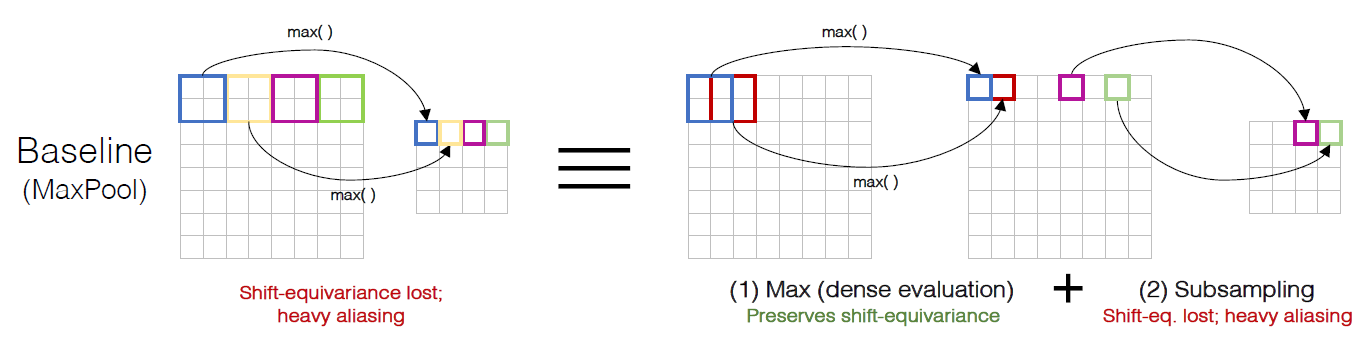 max( )
max( )
Baseline
(MaxPool)
max( )
max( )
Shift-equivariance lost;
heavy aliasing
(1) Max (dense evaluation)
Preserves shift-equivariance
+
(2) Subsampling
Shift-eq. lost; heavy aliasing